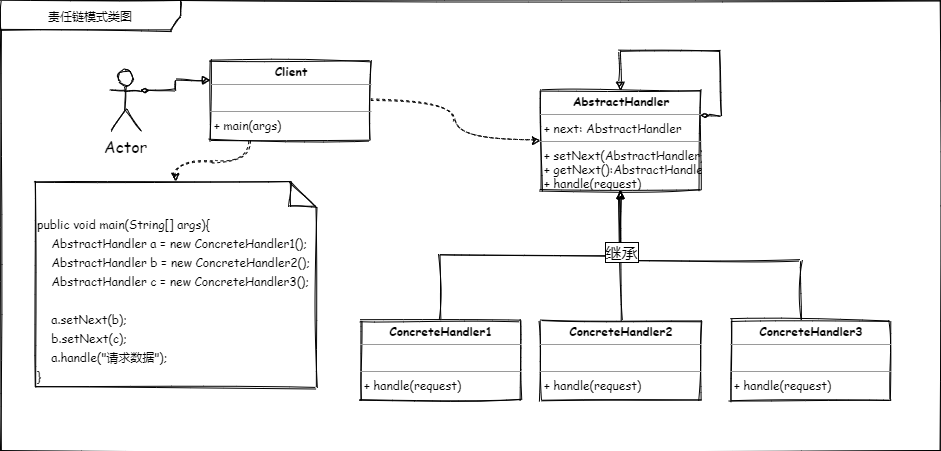 责任链模式类图
Client
+ main(args)
Actor
AbstractHandler
+ next: AbstractHandler
+ setNext(AbstractHandler
+ getNext():AbstractHandle
+ handle(request)
public void main(String[] args){
AbstractHandler a = new ConcreteHandler1();
AbstractHandler b = new ConcreteHandler2();
AbstractHandler c = new ConcreteHandler3();
a.setNext(b);
b.setNext(c);
a.handle("请求数据");
}
继承
ConcreteHandler1
+ handle(request)
ConcreteHandler2
+ handle(request)
ConcreteHandler3
+ handle(request)